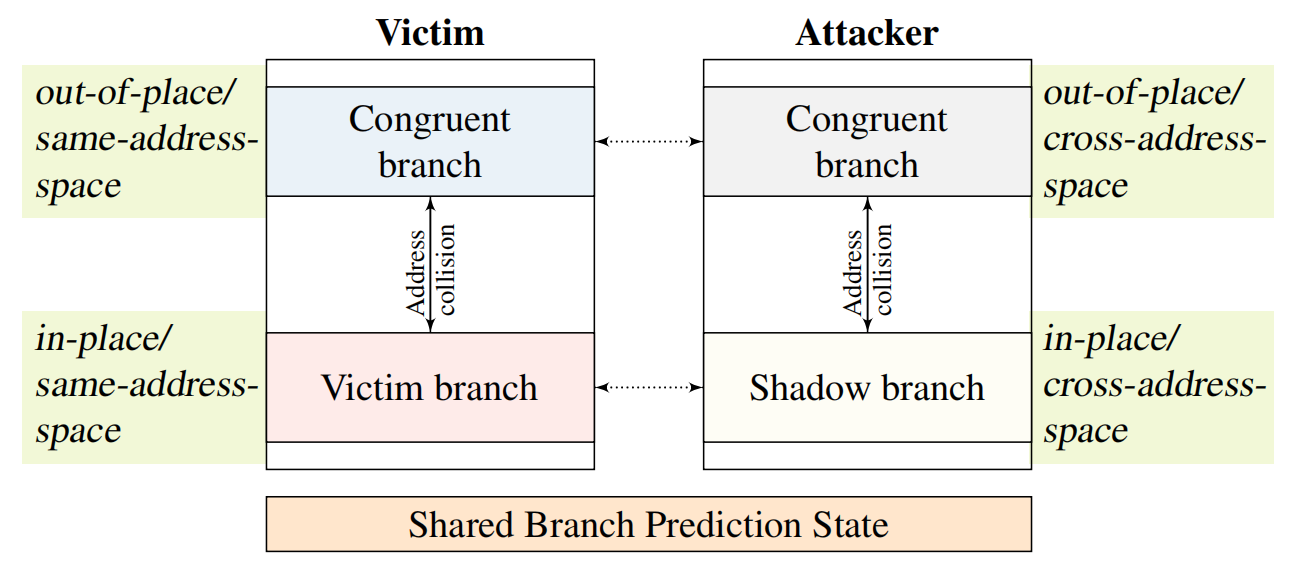 Victim
Attacker
out-of-place/
same-address-
space
Congruent
branch
Congruent
branch
out-of-place/
cross-address-
space
Address
collision
Address
collision
in-place/
same-address-
space
Victim branch
Shadow branch
in-place/
cross-address-
space
Shared Branch Prediction State